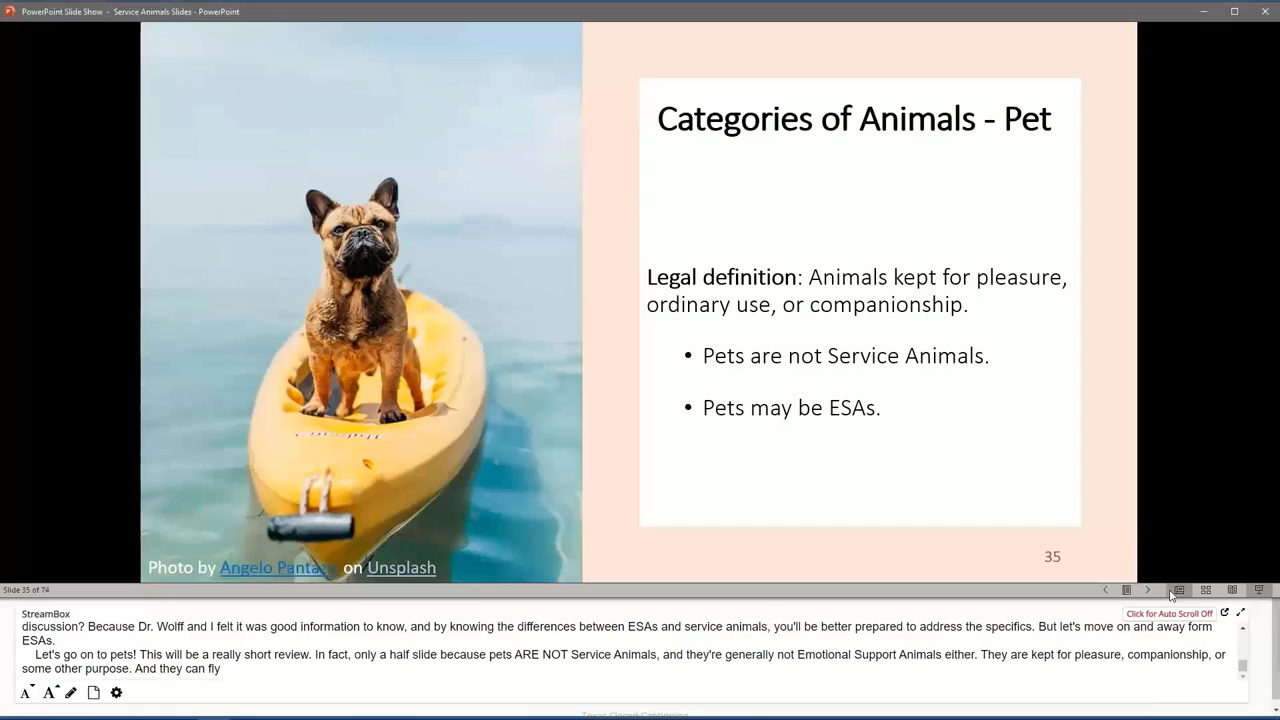 PowerPoint Slide Show - Service Animals Slides - PowerPoint
Categories of Animals - Pet
Legal definition: Animals kept for pleasure,
ordinary use, or companionship.
• Pets are not Service Animals.
• Pets may be ESAs.
Photo by Angelo on Unsplash
35
Slide 35 of 74
StreamBox
Click for Auto Scroll Off
discussion? Because Dr. Wolff and I felt it was good information to know, and by knowing the differences between ESAs and service animals, you'll be better prepared to address the specifics. But let's move on and away form
ESAs.
Let's go on to pets! This will be a really short review. In fact, only a half slide because pets ARE NOT Service Animals, and they're generally not Emotional Support Animals either. They are kept for pleasure, companionship, or
some other purpose. And they can fly
A A